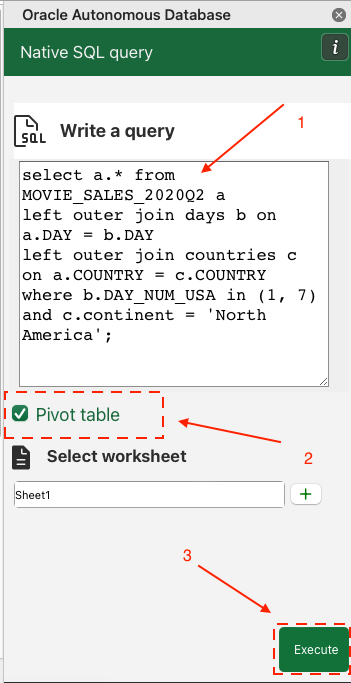 Oracle Autonomous Database
Native SQL query
i
SQL
Write a query
1
select a.* from
MOVIE_SALES_2020Q2 a
left outer join days b on
a.DAY = b.DAY
left outer join countries c
on a.COUNTRY = c.COUNTRY
where b.DAY_NUM_USA in (1, 7)
and c.continent = 'North
America';
Pivot table
2
Select worksheet
Sheet1
+
3
Execute